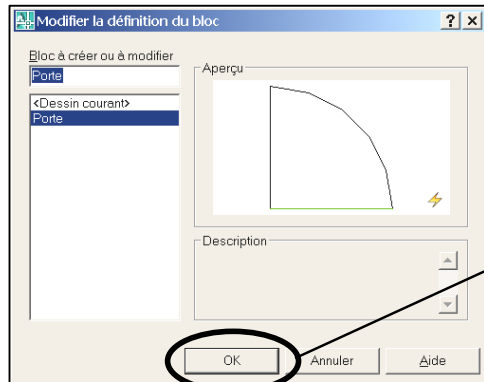 Modifier la définition du bloc
Bloc à créer ou à modifier
Porte
<Dessin courant>
Porte
Aperçu
Description
OK
Annuler
Aide